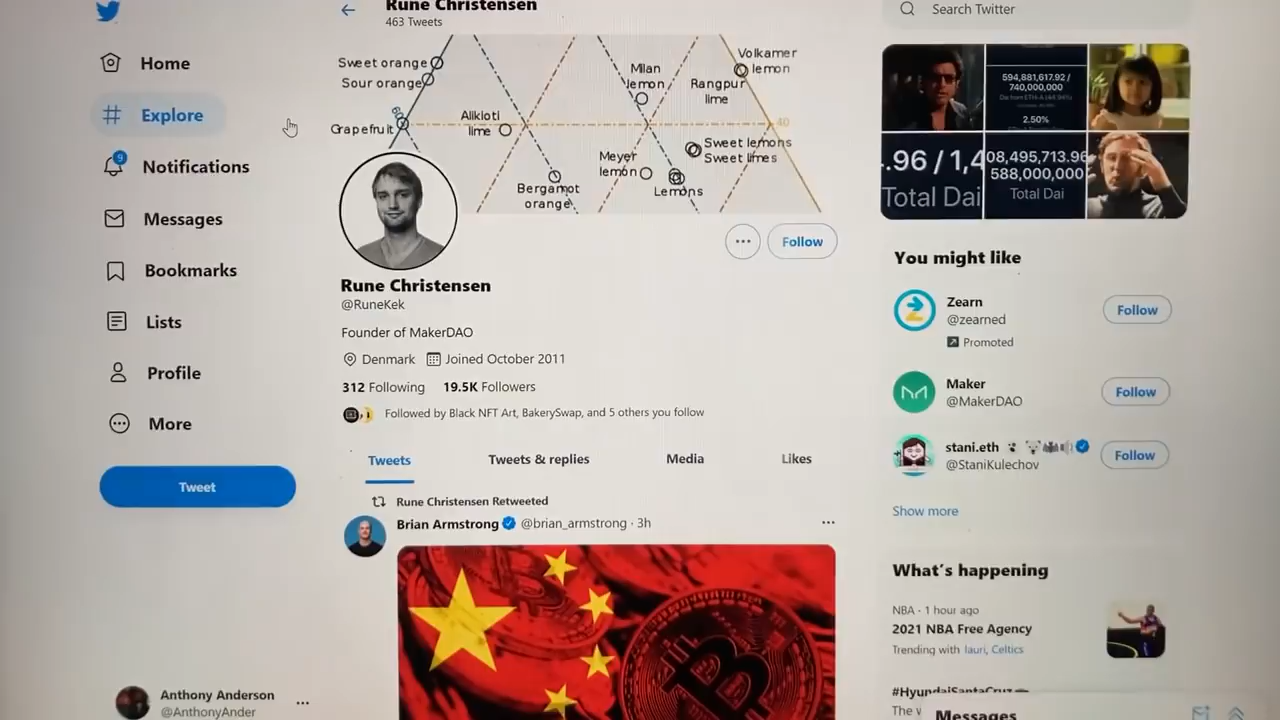 Rune Christensen
463 Tweets
Search Twitter
Home
Explore
9
Notifications
Messages
Bookmarks
Lists
Profile
More
Tweet
Sweet orange
Sour orange
60
Grapefruit
Alikioti
lime
Bergamot
orange
Milan
lemon
Meyer
lemon
Lemons
Rangpur
lime
Volkamer
lemon
40
Sweet lemons
Sweet limes
Follow
Rune Christensen
@RuneKek
Founder of MakerDAO
Denmark Joined October 2011
312 Following 19.5K Followers
Followed by Black NFT Art, BakerySwap, and 5 others you follow
Tweets Tweets & replies Media Likes
Rune Christensen Retweeted
Brian Armstrong @brian_armstrong · 3h
594,881,617.92 /
740,000,000
2.50%
.96 / 1,4
Total Dai
08,495,713.96
588,000,000
Total Dai
You might like
Zearn
@zearned
Promoted
Follow
Maker
@MakerDAO
Follow
stani.eth
@StaniKulechov
Follow
Show more
What's happening
NBA · 1 hour ago
2021 NBA Free Agency
Trending with lauri, Celtics
#HyundaiSantaCruz
The
Messages
Anthony Anderson
@AnthonyAnder